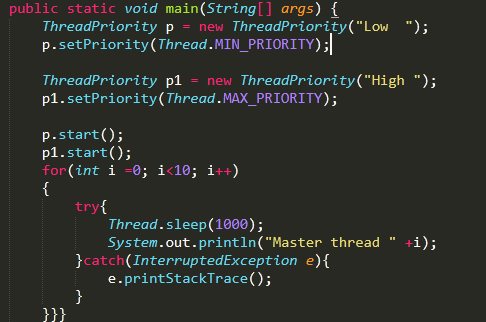 public static void main(String[] args) {
    ThreadPriority p = new ThreadPriority("Low  ");
    p.setPriority(Thread.MIN_PRIORITY);

    ThreadPriority p1 = new ThreadPriority("High ");
    p1.setPriority(Thread.MAX_PRIORITY);

    p.start();
    p1.start();
    for(int i =0; i<10; i++)
    {
        try{
            Thread.sleep(1000);
            System.out.println("Master thread " +i);
        }catch(InterruptedException e){
            e.printStackTrace();
        }
    }}}